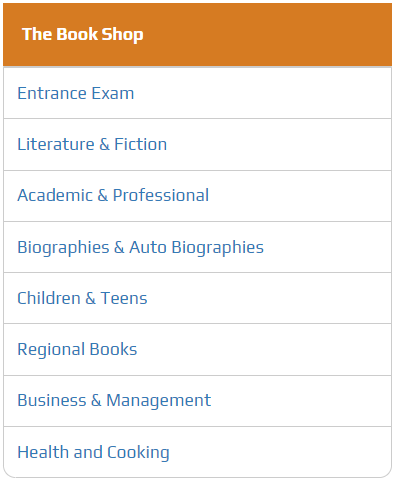 The Book Shop
Entrance Exam
Literature & Fiction
Academic & Professional
Biographies & Auto Biographies
Children & Teens
Regional Books
Business & Management
Health and Cooking